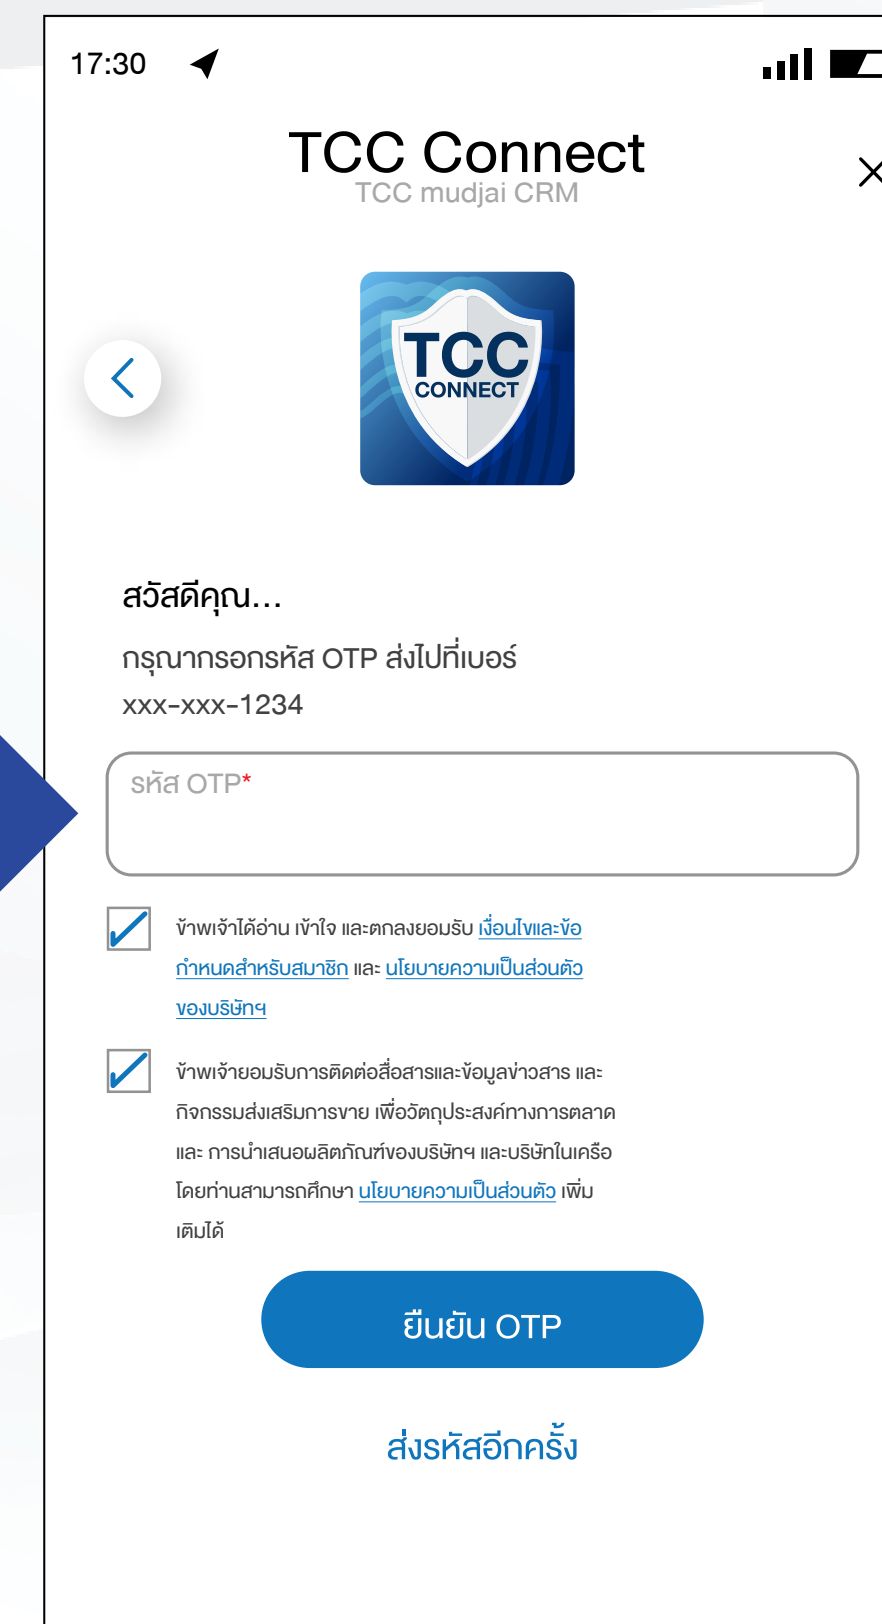 17:30
TCC Connect
TCC mudjai CRM
TCC
CONNECT
สวัสดีคุณ...
กรุณากรอกรหัส OTP ส่งไปที่เบอร์
xxx-xxx-1234
รหัส OTP*
ข้าพเจ้าได้อ่าน เข้าใจ และตกลงยอมรับ เงื่อนไขและข้อ
กำหนดสำหรับสมาชิก และ นโยบายความเป็นส่วนตัว
ของบริษัทฯ
ข้าพเจ้ายอมรับการติดต่อสื่อสารและข้อมูลข่าวสาร และ
กิจกรรมส่งเสริมการขาย เพื่อวัตถุประสงค์ทางการตลาด
และ การนำเสนอผลิตภัณฑ์ของบริษัทฯ และบริษัทในเครือ
โดยท่านสามารถศึกษา นโยบายความเป็นส่วนตัว เพิ่ม
เติมได้
ยืนยัน OTP
ส่งรหัสอีกครั้ง